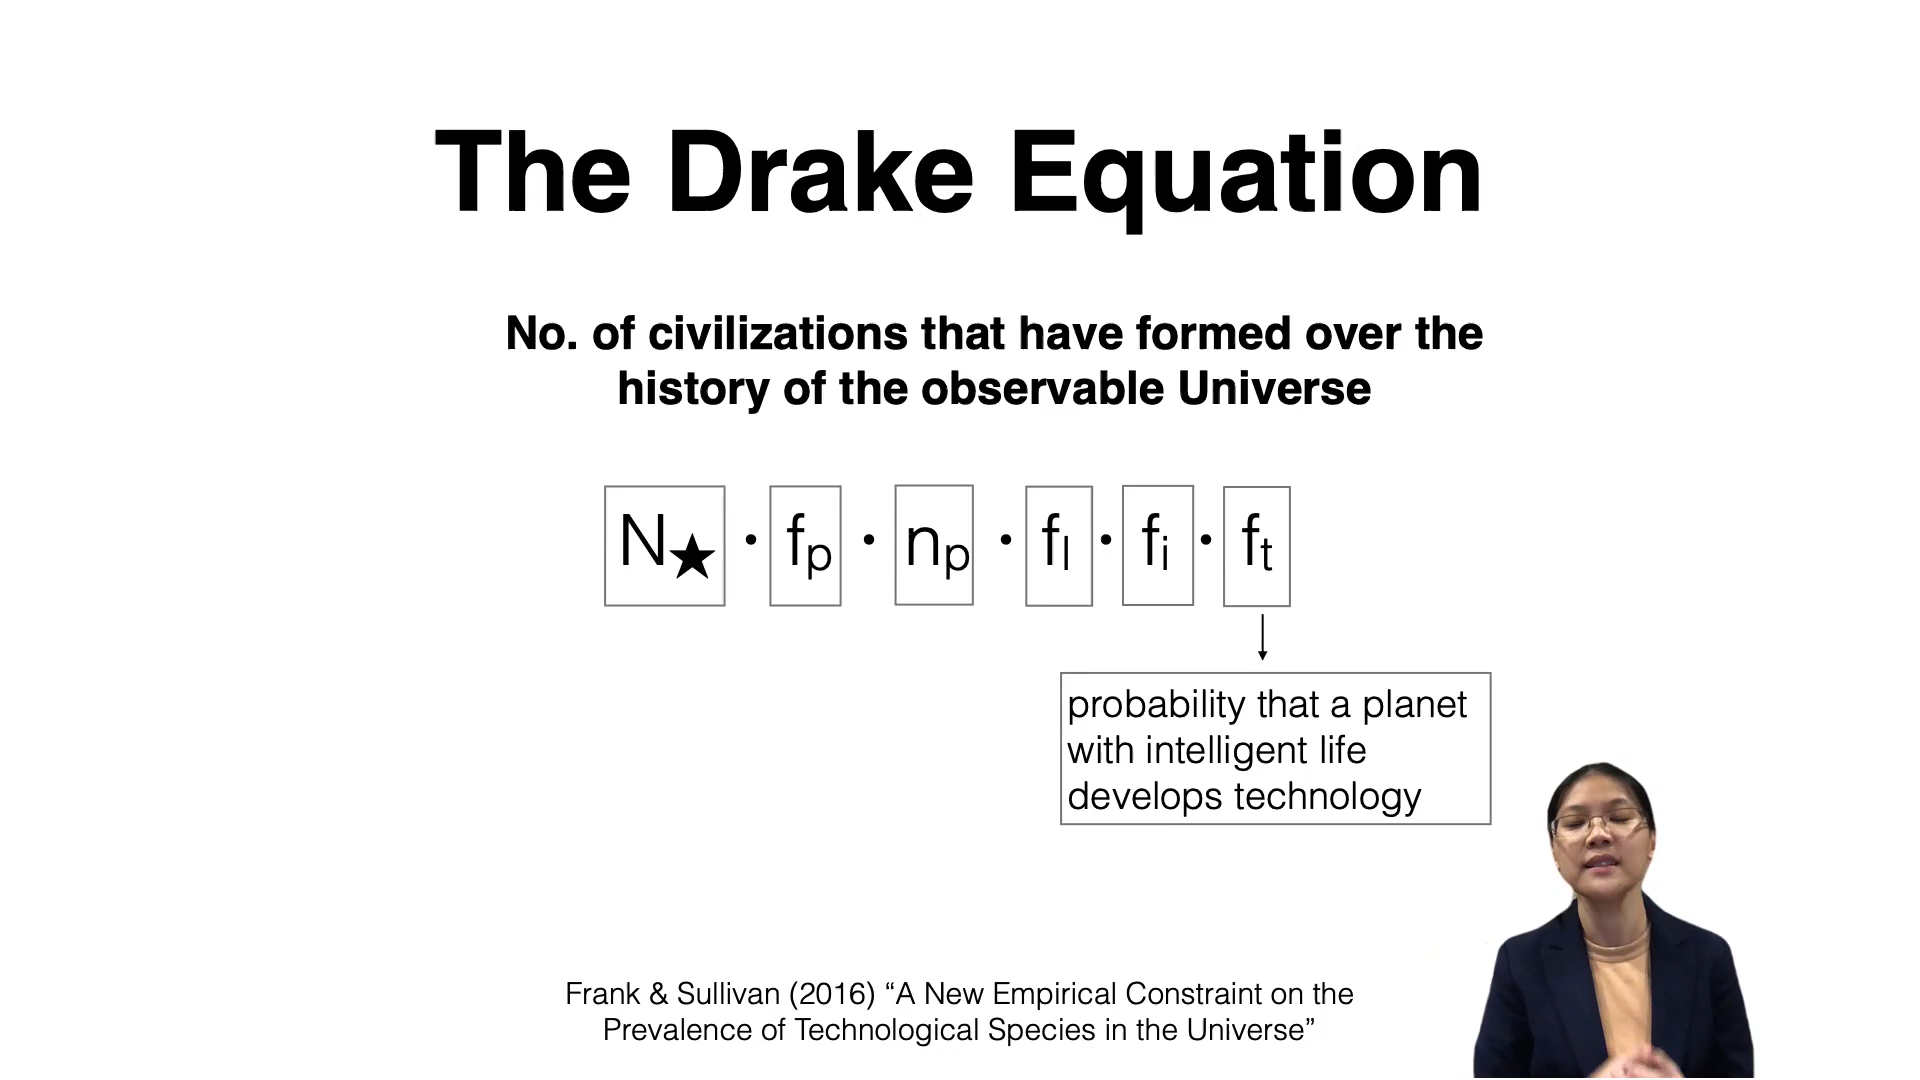 The Drake Equation
No. of civilizations that have formed over the
history of the observable Universe
N★ · fp · np · fl · fi · ft
probability that a planet
with intelligent life
develops technology
Frank & Sullivan (2016) “A New Empirical Constraint on the
Prevalence of Technological Species in the Universe”